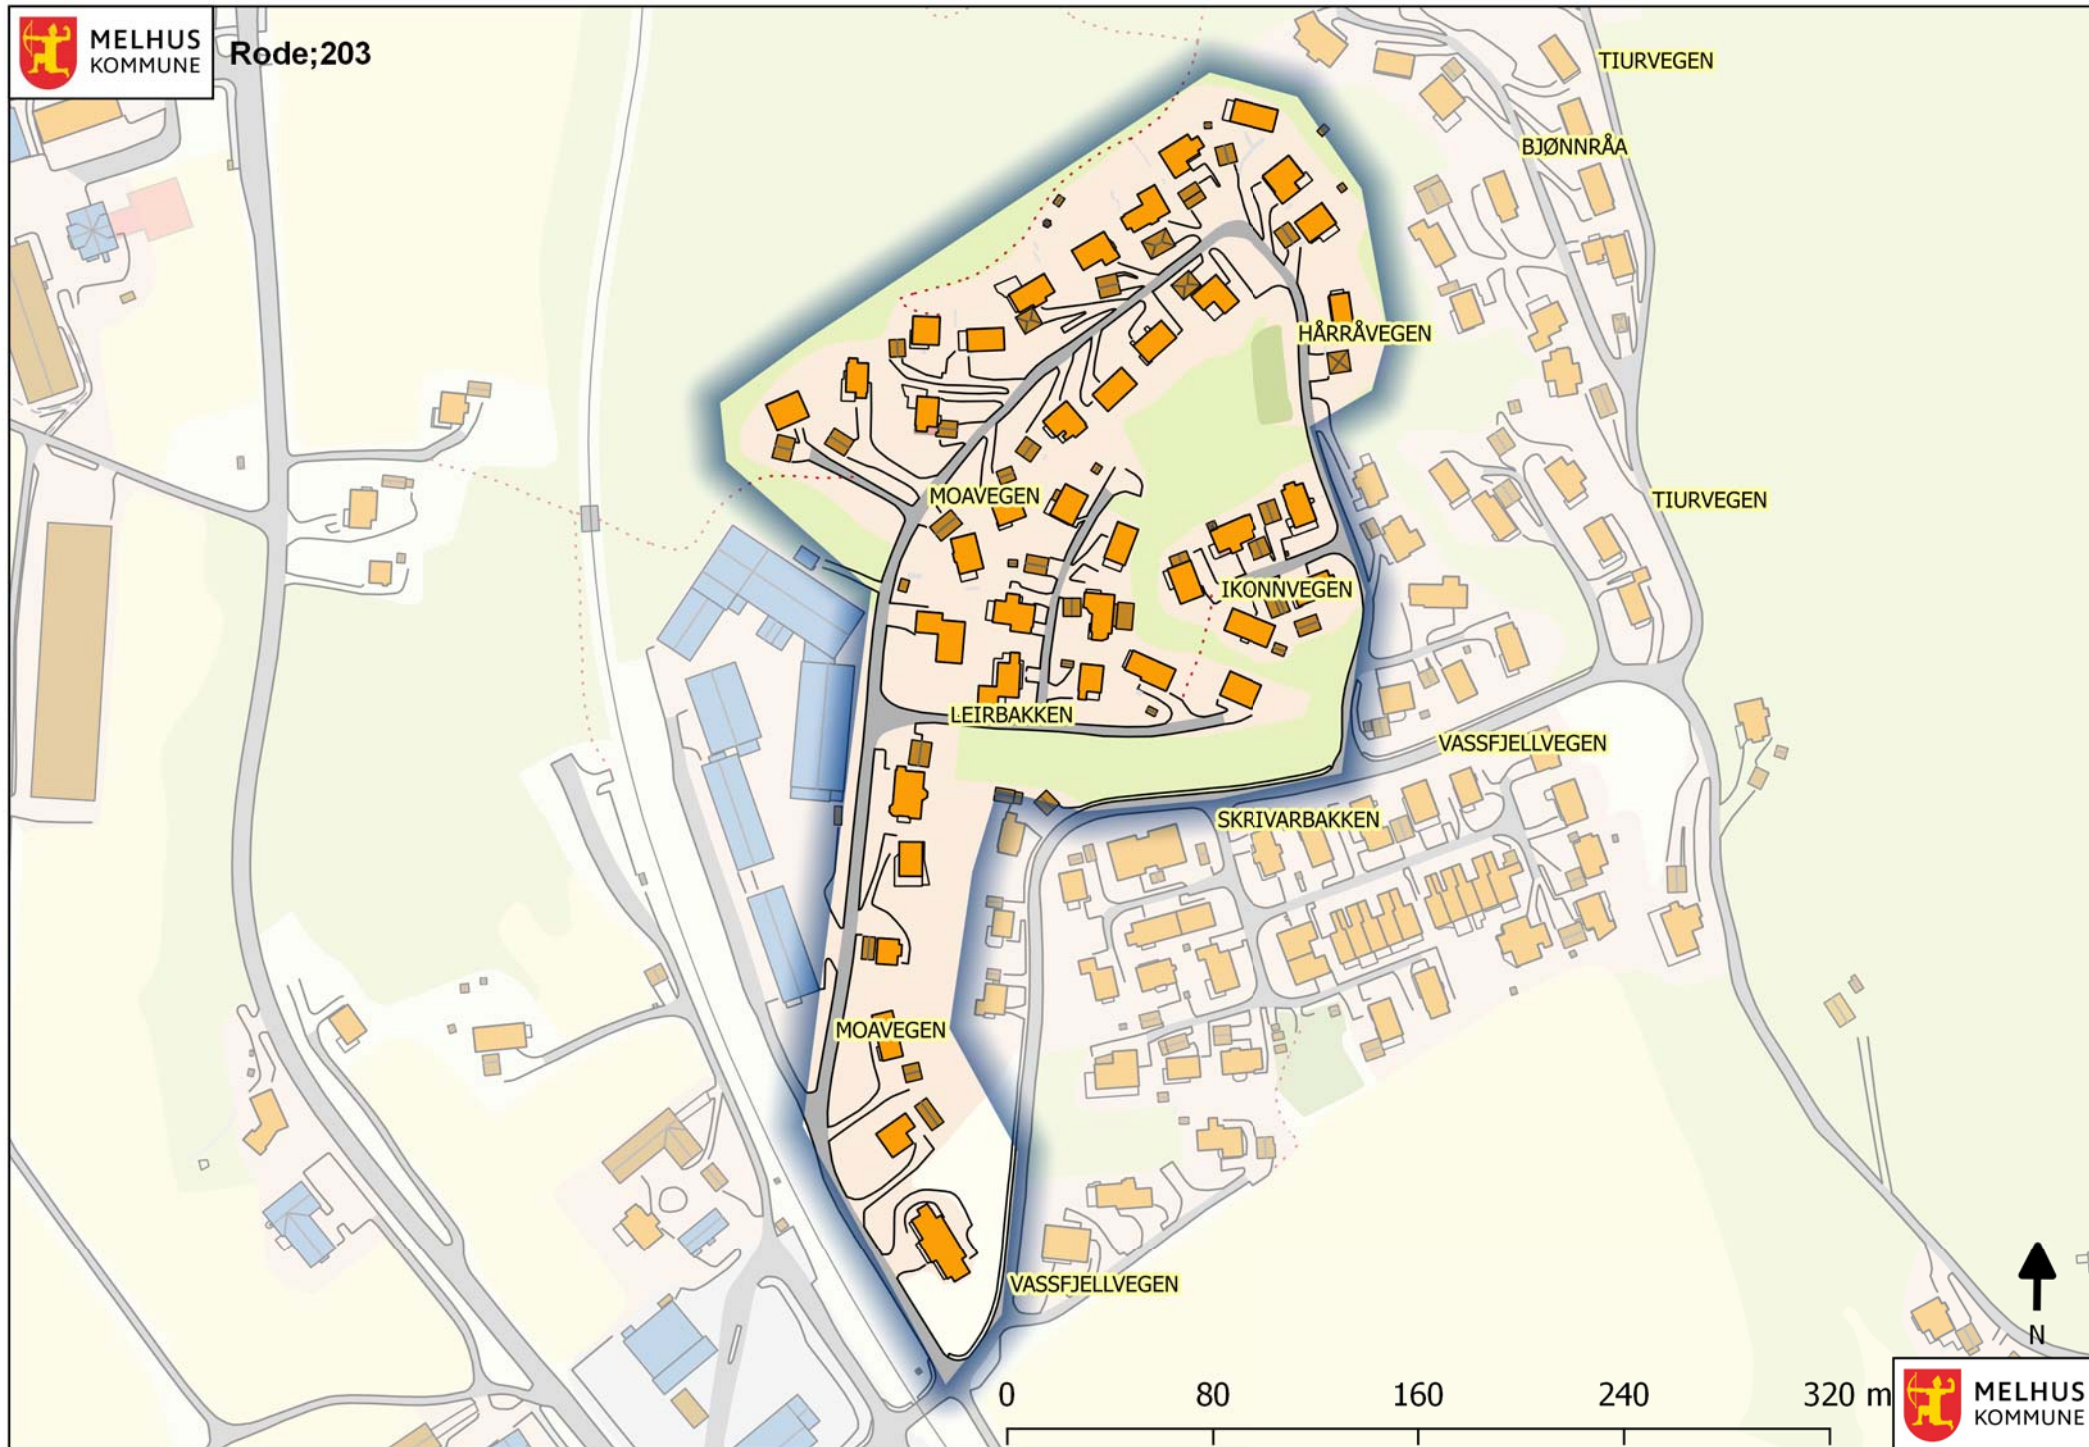 MELHUS
KOMMUNE
Rode;203
TIURVEGEN
BJØNNRÅA
HÅRRÅVEGEN
MOAVEGEN
TIURVEGEN
IKONNVEGEN
LEIRBAKKEN
VASSFJELLVEGEN
SKRIVARBAKKEN
MOAVEGEN
VASSFJELLVEGEN
N
0 80 160 240 320 m
MELHUS
KOMMUNE